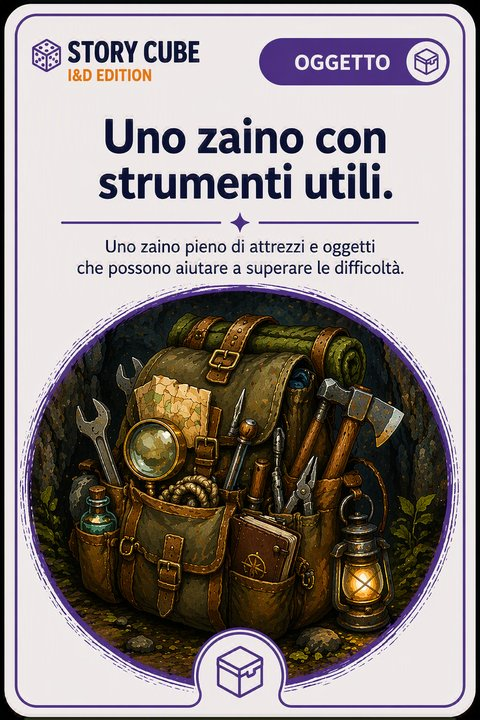 STORY CUBE
I&D EDITION
OGGETTO
Uno zaino con
strumenti utili.
Uno zaino pieno di attrezzi e oggetti
che possono aiutare a superare le difficoltà.